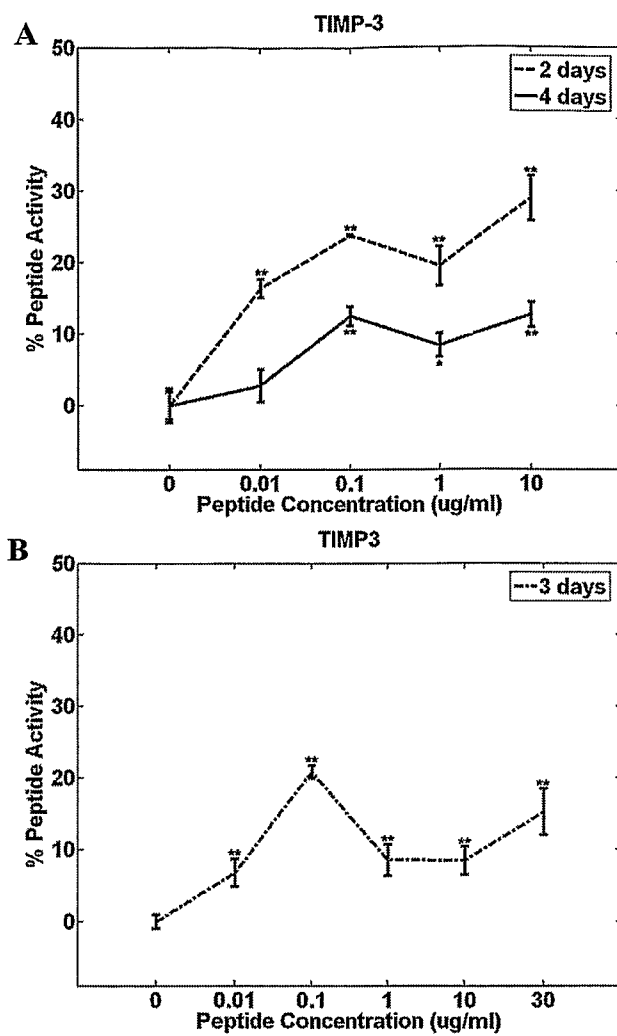 A
TIMP-3
50
40
30
20
10
0
% Peptide Activity
2 days
4 days
**
**
**
**
**
*
**
0 0.01 0.1 1 10
Peptide Concentration (ug/ml)
B
TIMP3
50
40
30
20
10
0
% Peptide Activity
3 days
**
**
**
**
**
0 0.01 0.1 1 10 30
Peptide Concentration (ug/ml)